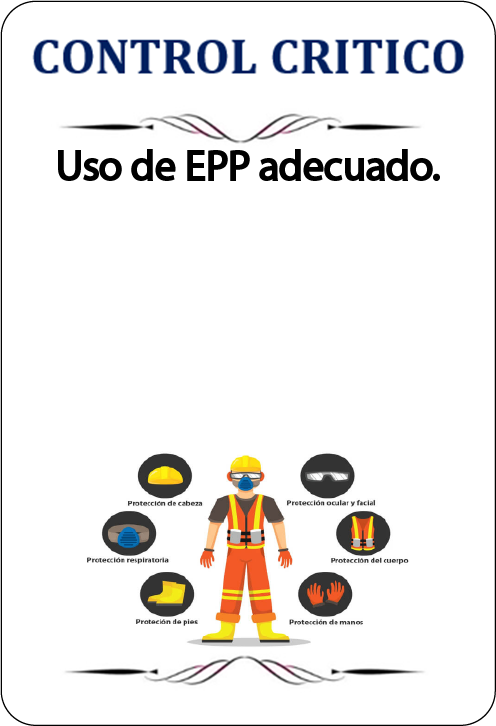 CONTROL CRITICO
Uso de EPP adecuado.
Protección de cabeza
Protección ocular y facial
Protección respiratoria
Protección del cuerpo
Proteción de pies
Protección de manos